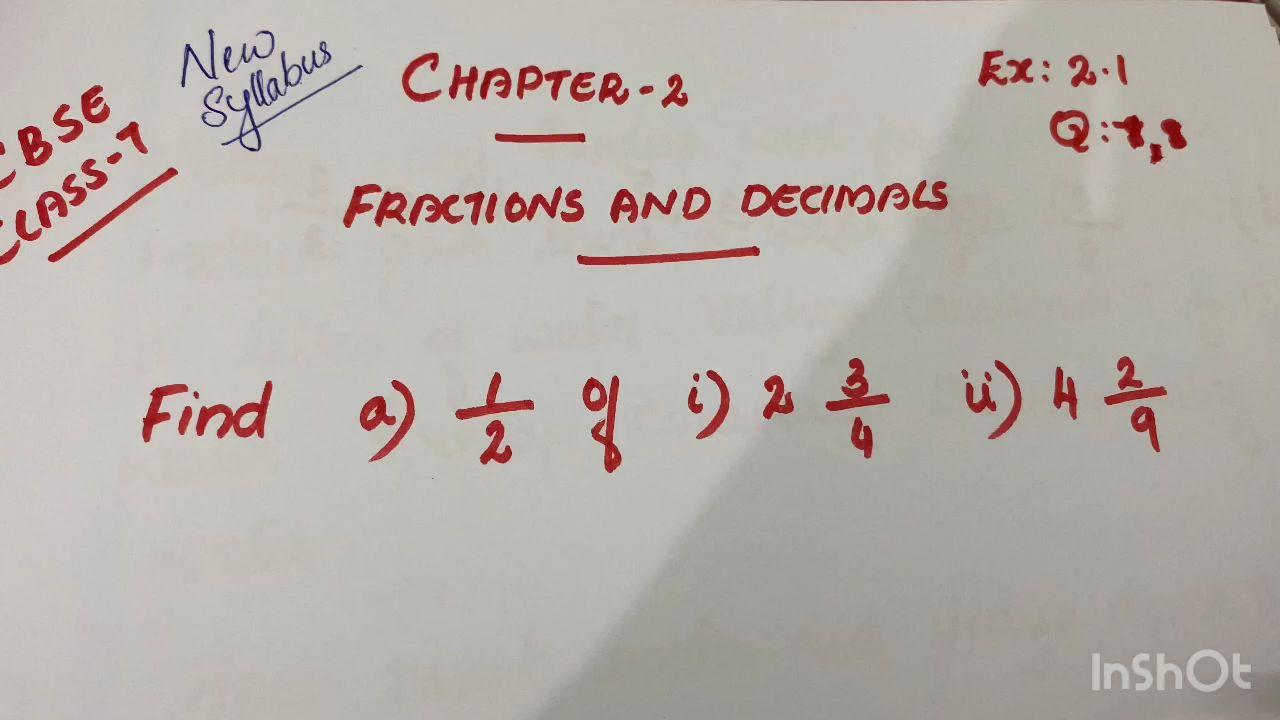 New
Syllabus
CBSE
CLASS-7
CHAPTER-2
Ex: 2.1
Q: 7,8
FRACTIONS AND DECIMALS
Find a) 1/2 of i) 2 3/4 ii) 4 2/9
InShOt